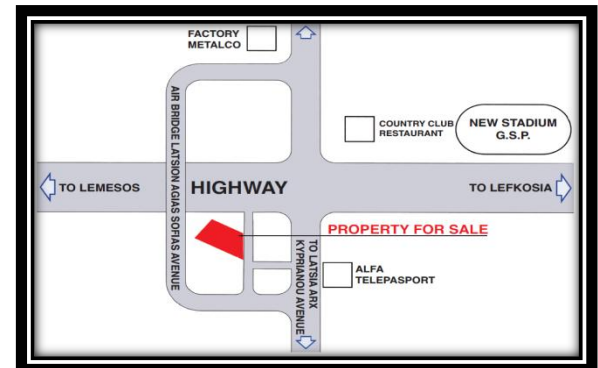 FACTORY
METALCO
AIR BRIDGE LATSION AGIAS SOFIAS AVENUE
COUNTRY CLUB
RESTAURANT
NEW STADIUM
G.S.P.
TO LEMESOS
HIGHWAY
TO LEFKOSIA
PROPERTY FOR SALE
TO LATSIA ARX
KYPRIANOU AVENUE
ALFA
TELEPASPORT